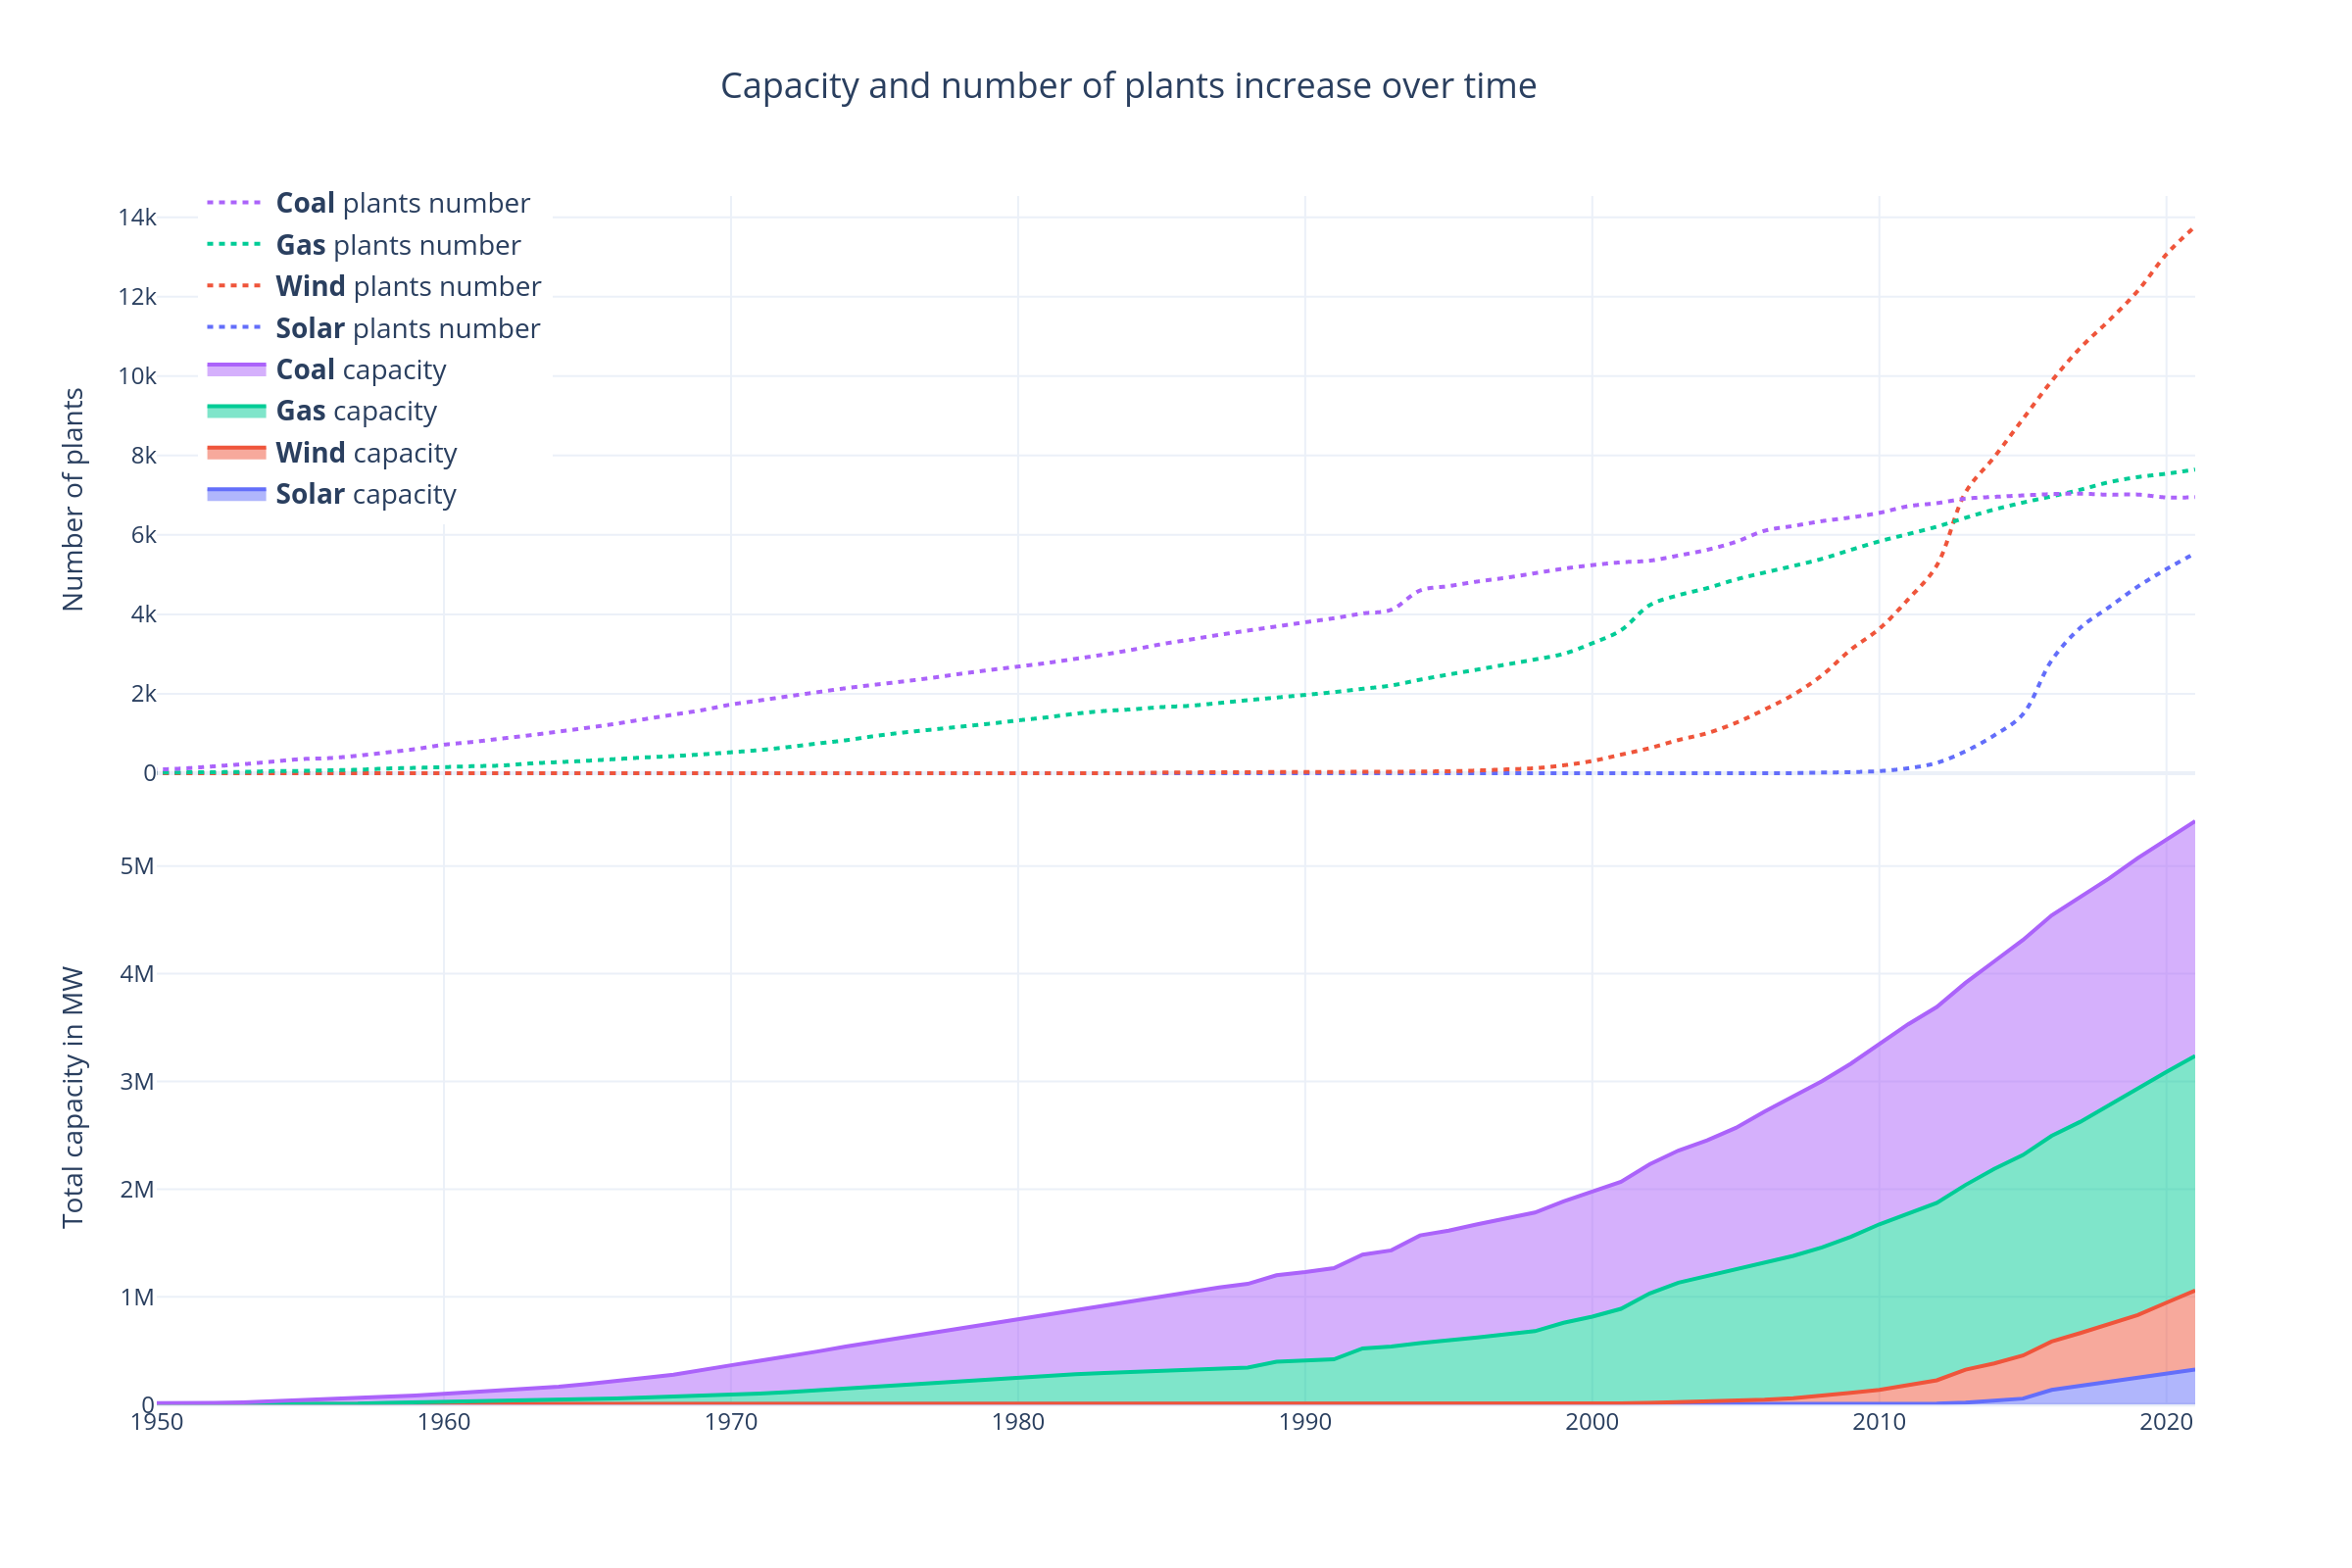 Capacity and number of plants increase over time
Coal plants number
Gas plants number
Wind plants number
Solar plants number
Coal capacity
Gas capacity
Wind capacity
Solar capacity
Number of plants
14k
12k
10k
8k
6k
4k
2k
0
Total capacity in MW
5M
4M
3M
2M
1M
0
1950 1960 1970 1980 1990 2000 2010 2020